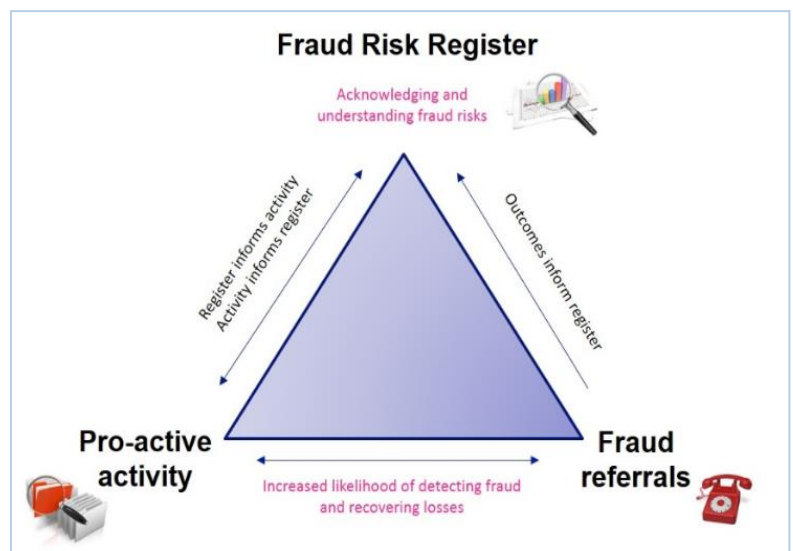 Fraud Risk Register
Acknowledging and
understanding fraud risks
Register informs activity
Activity informs register
Outcomes inform register
Pro-active
activity
Fraud
referrals
Increased likelihood of detecting fraud
and recovering losses